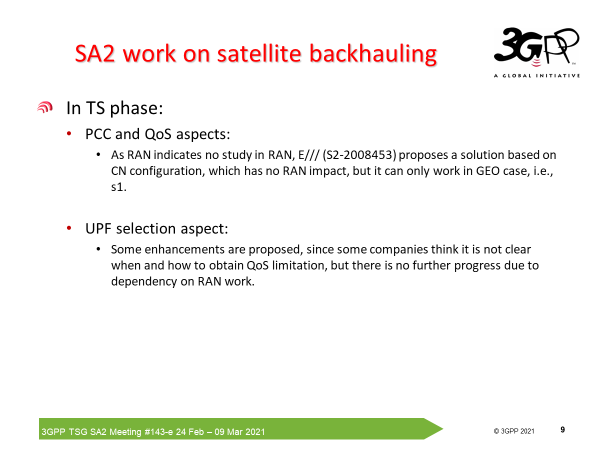 SA2 work on satellite backhauling
3GPP
TM
A GLOBAL INITIATIVE
In TS phase:
• PCC and QoS aspects:
• As RAN indicates no study in RAN, E/// (S2-2008453) proposes a solution based on
CN configuration, which has no RAN impact, but it can only work in GEO case, i.e.,
s1.
• UPF selection aspect:
• Some enhancements are proposed, since some companies think it is not clear
when and how to obtain QoS limitation, but there is no further progress due to
dependency on RAN work.
3GPP TSG SA2 Meeting #143-e 24 Feb – 09 Mar 2021
© 3GPP 2021
9